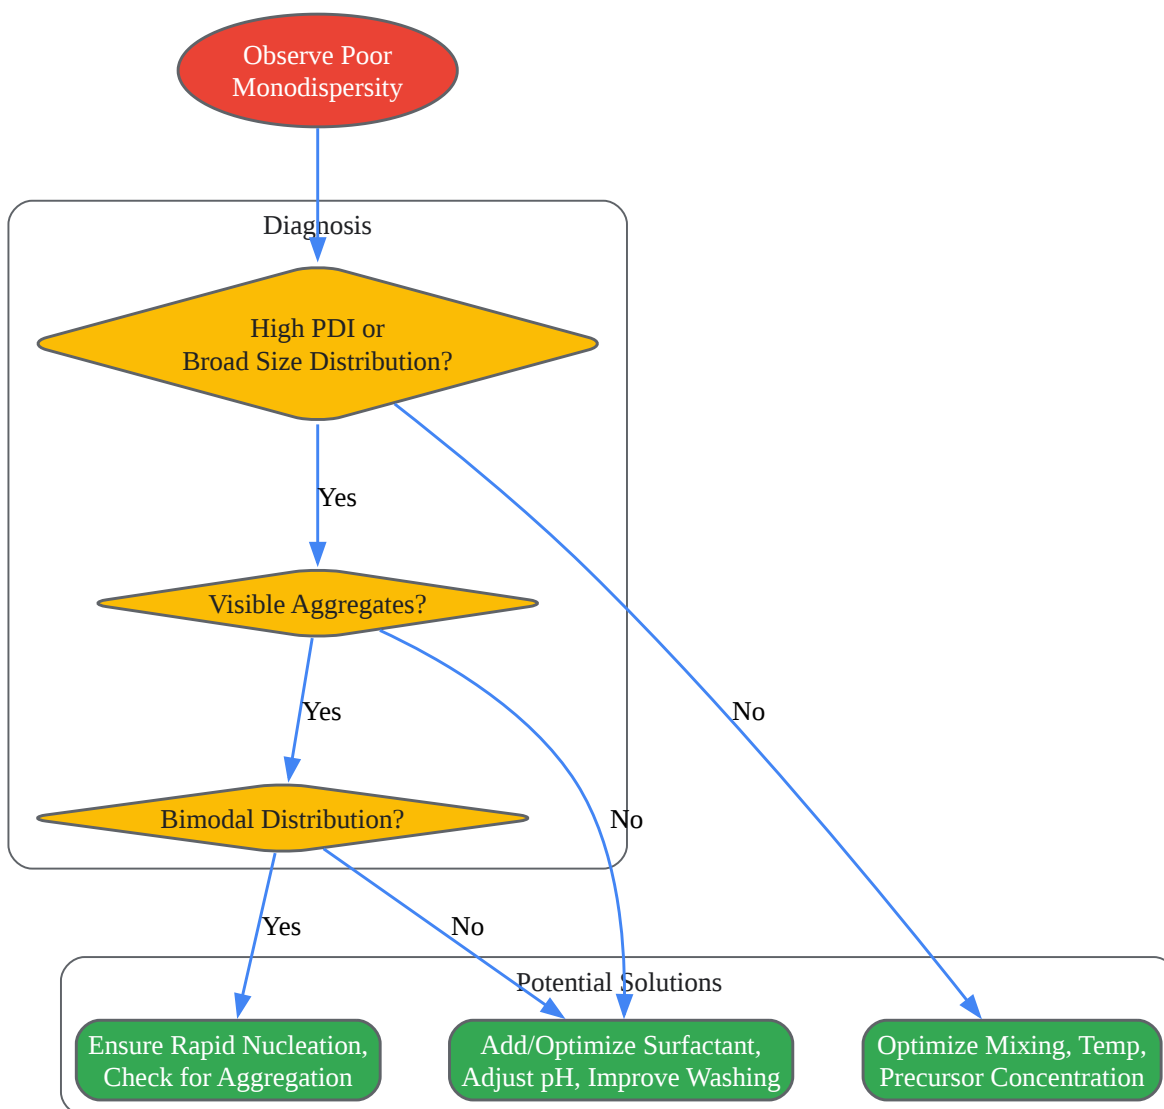 Observe Poor
Monodispersity
Diagnosis
High PDI or
Broad Size Distribution?
Yes
Visible Aggregates?
Yes
No
Bimodal Distribution?
No
Yes
No
Potential Solutions
Ensure Rapid Nucleation,
Check for Aggregation
Add/Optimize Surfactant,
Adjust pH, Improve Washing
Optimize Mixing, Temp,
Precursor Concentration